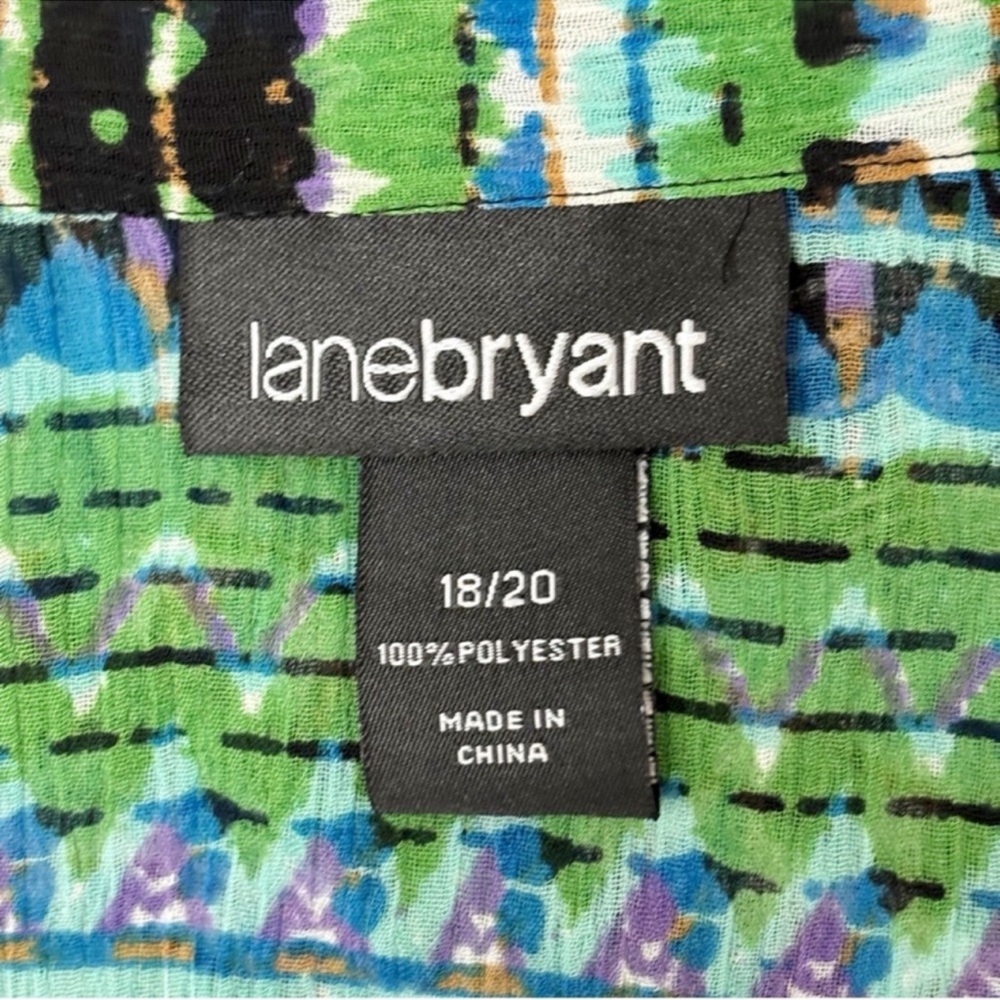 lanebryant
18/20
100%POLYESTER
MADE IN
CHINA